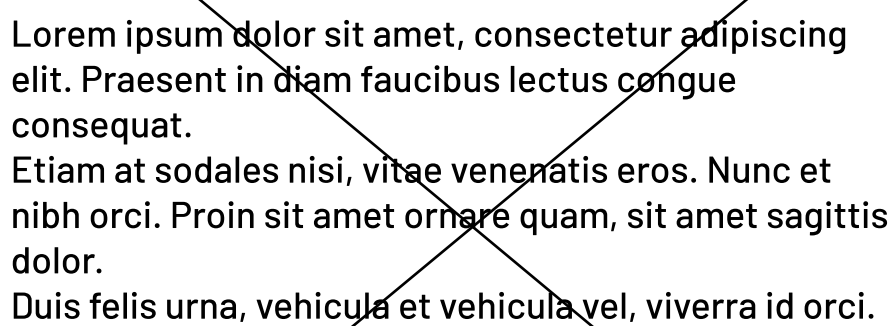 Lorem ipsum dolor sit amet, consectetur adipiscing
elit. Praesent in diam faucibus lectus congue
consequat.
Etiam at sodales nisi, vitae venenatis eros. Nunc et
nibh orci. Proin sit amet ornare quam, sit amet sagittis
dolor.
Duis felis urna, vehicula et vehicula vel, viverra id orci.